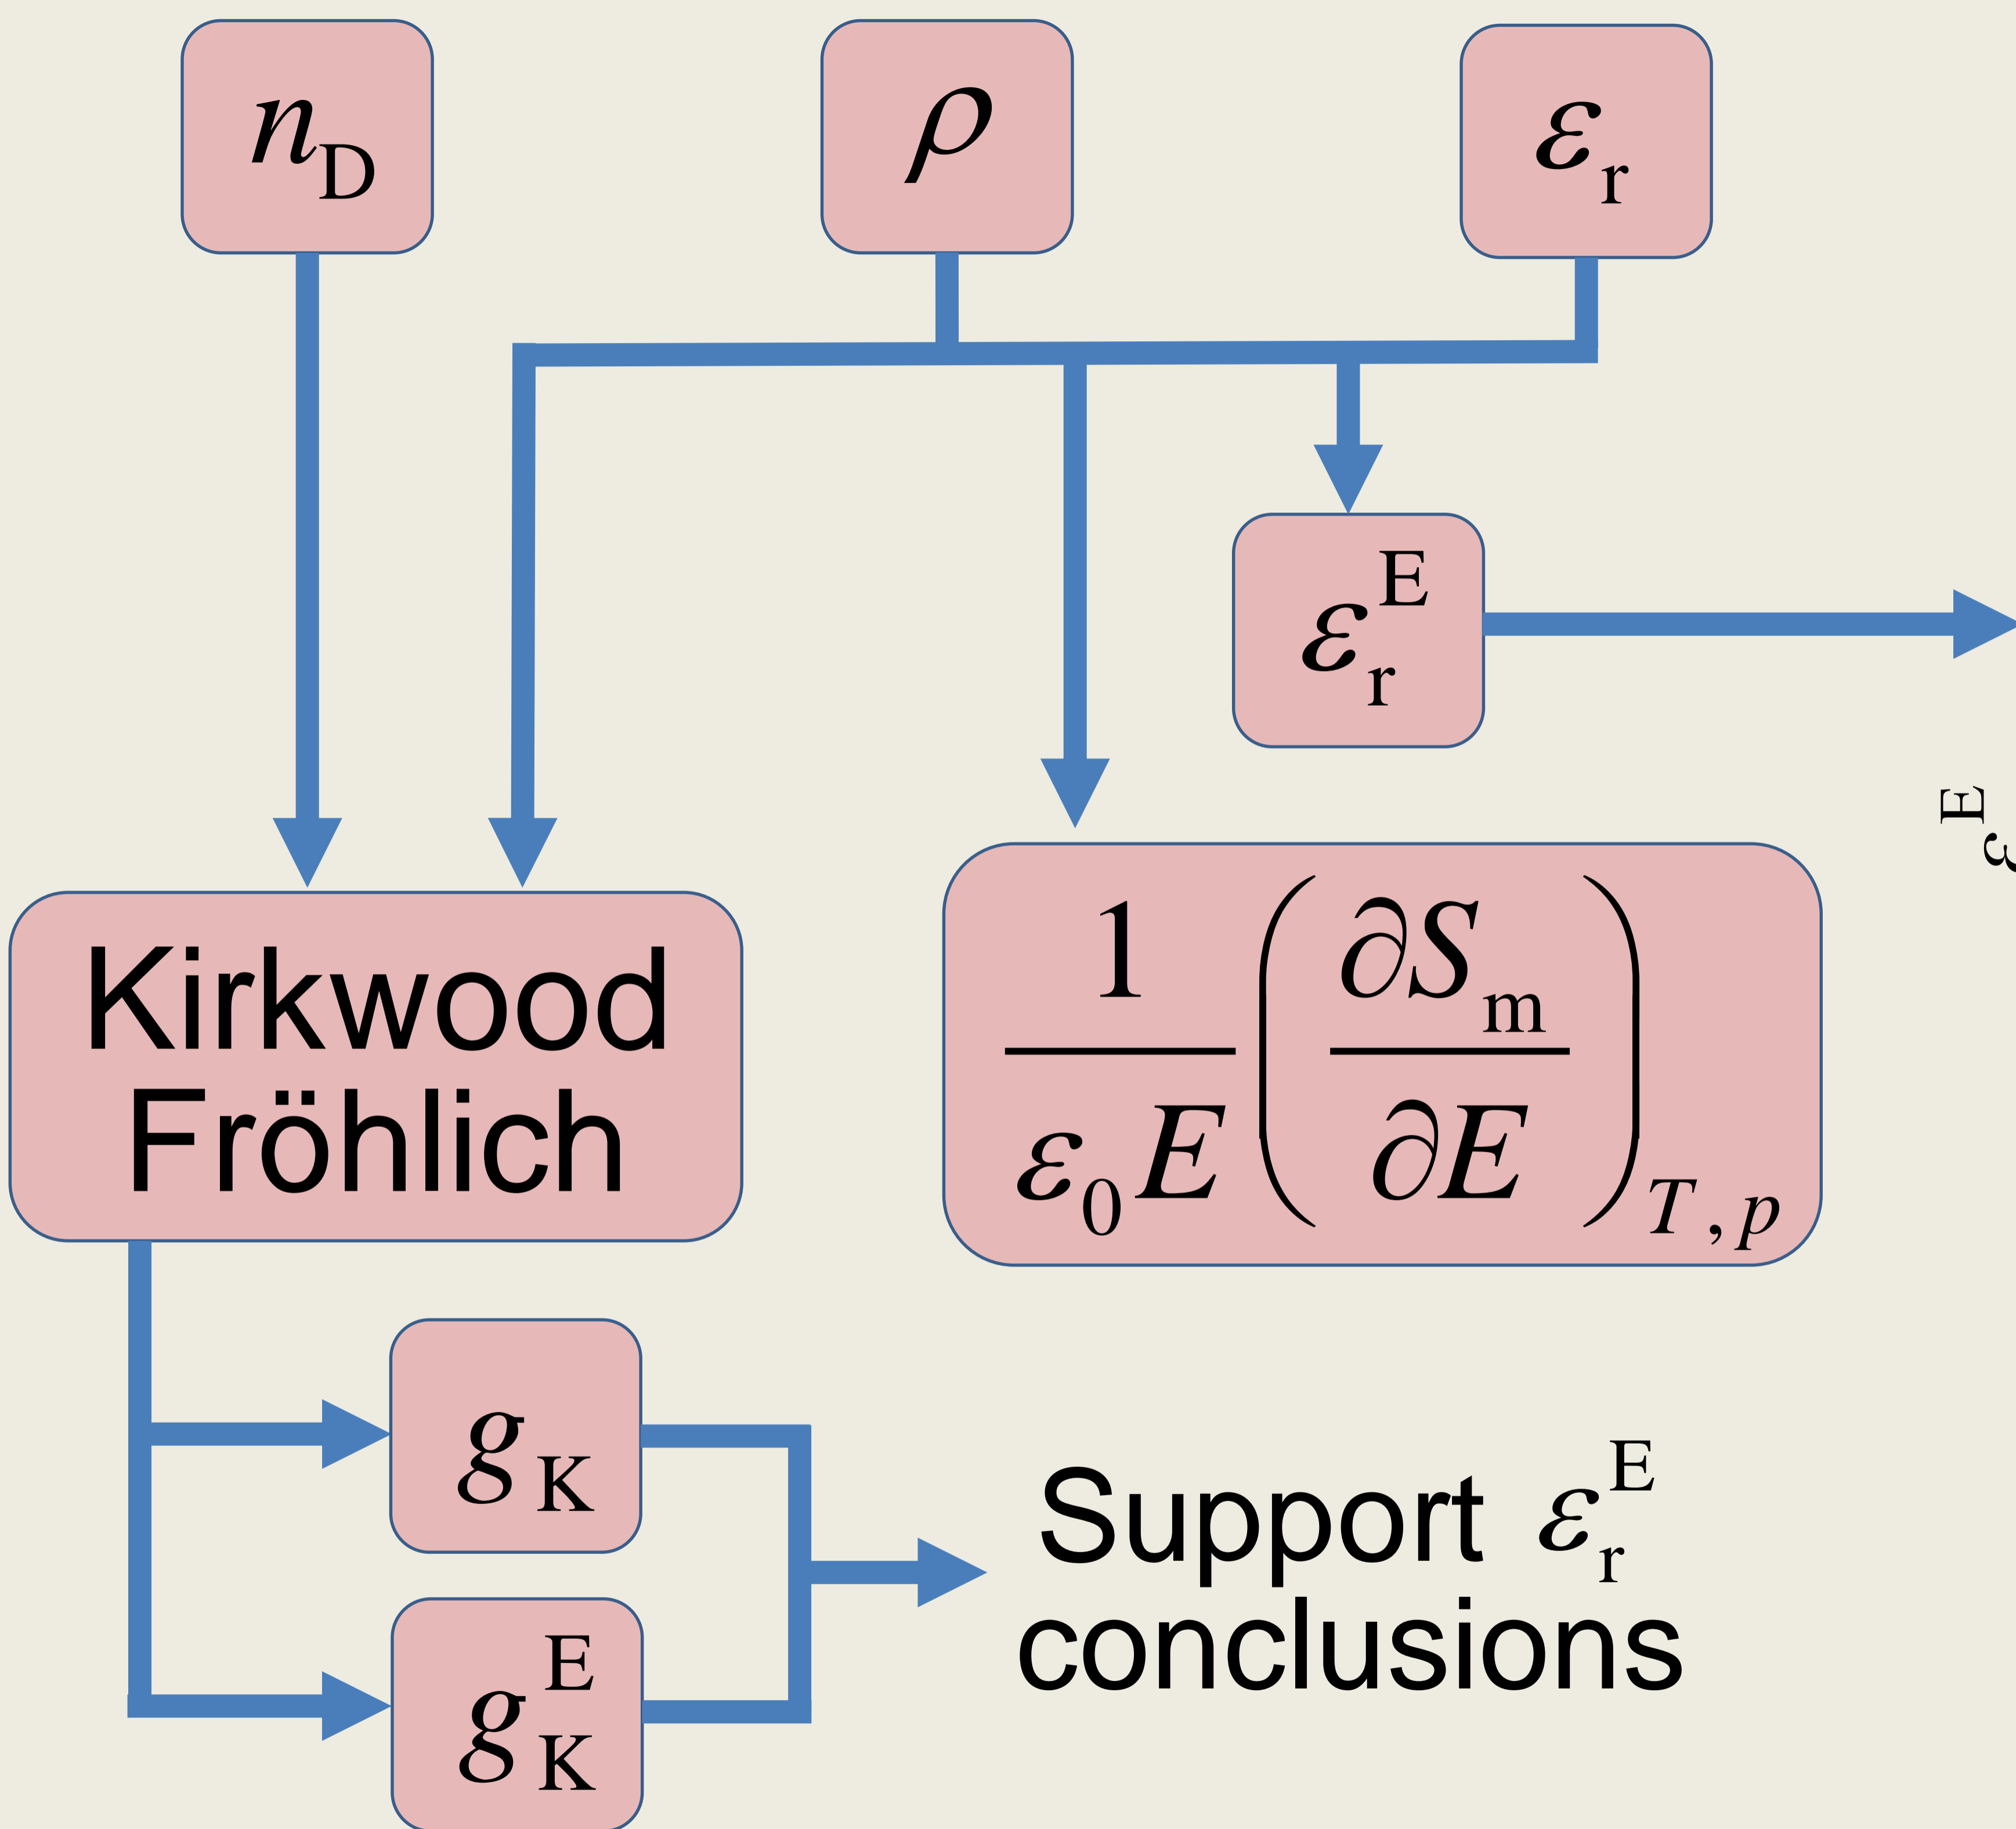 n_D
ρ
ε_r
ε_r^E
ε^E
Kirkwood
Fröhlich
1/(ε_0 E) (∂S_m/∂E)_{T, p}
g_K
g_K^E
Support ε_r^E
conclusions